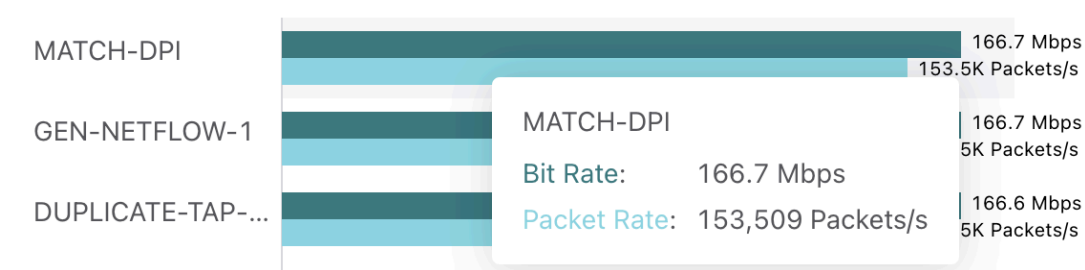 MATCH-DPI
166.7 Mbps
153.5K Packets/s
MATCH-DPI
GEN-NETFLOW-1
166.7 Mbps
5K Packets/s
Bit Rate: 166.7 Mbps
DUPLICATE-TAP-...
166.6 Mbps
Packet Rate: 153,509 Packets/s
5K Packets/s